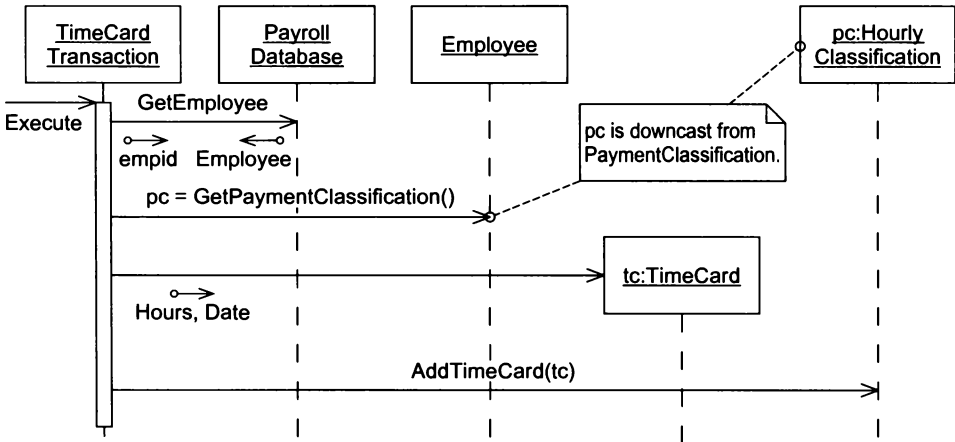 TimeCard
Transaction
Payroll
Database
Employee
pc:Hourly
Classification
Execute
GetEmployee
empid
Employee
pc is downcast from
PaymentClassification.
pc = GetPaymentClassification()
tc:TimeCard
Hours, Date
AddTimeCard(tc)